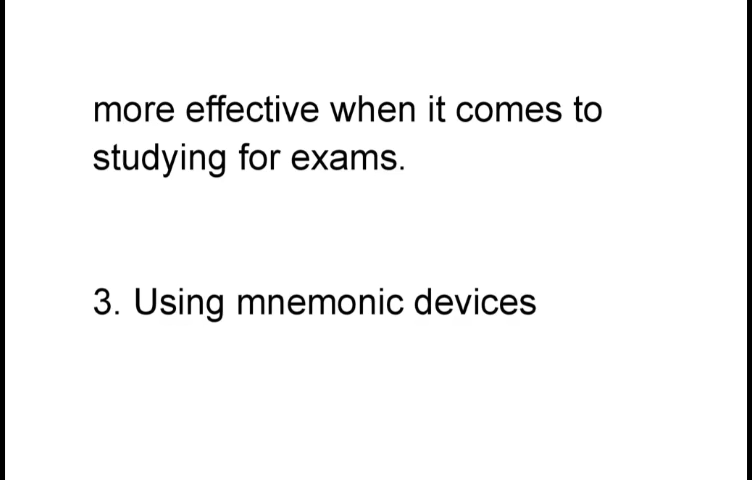 more effective when it comes to
studying for exams.
3. Using mnemonic devices